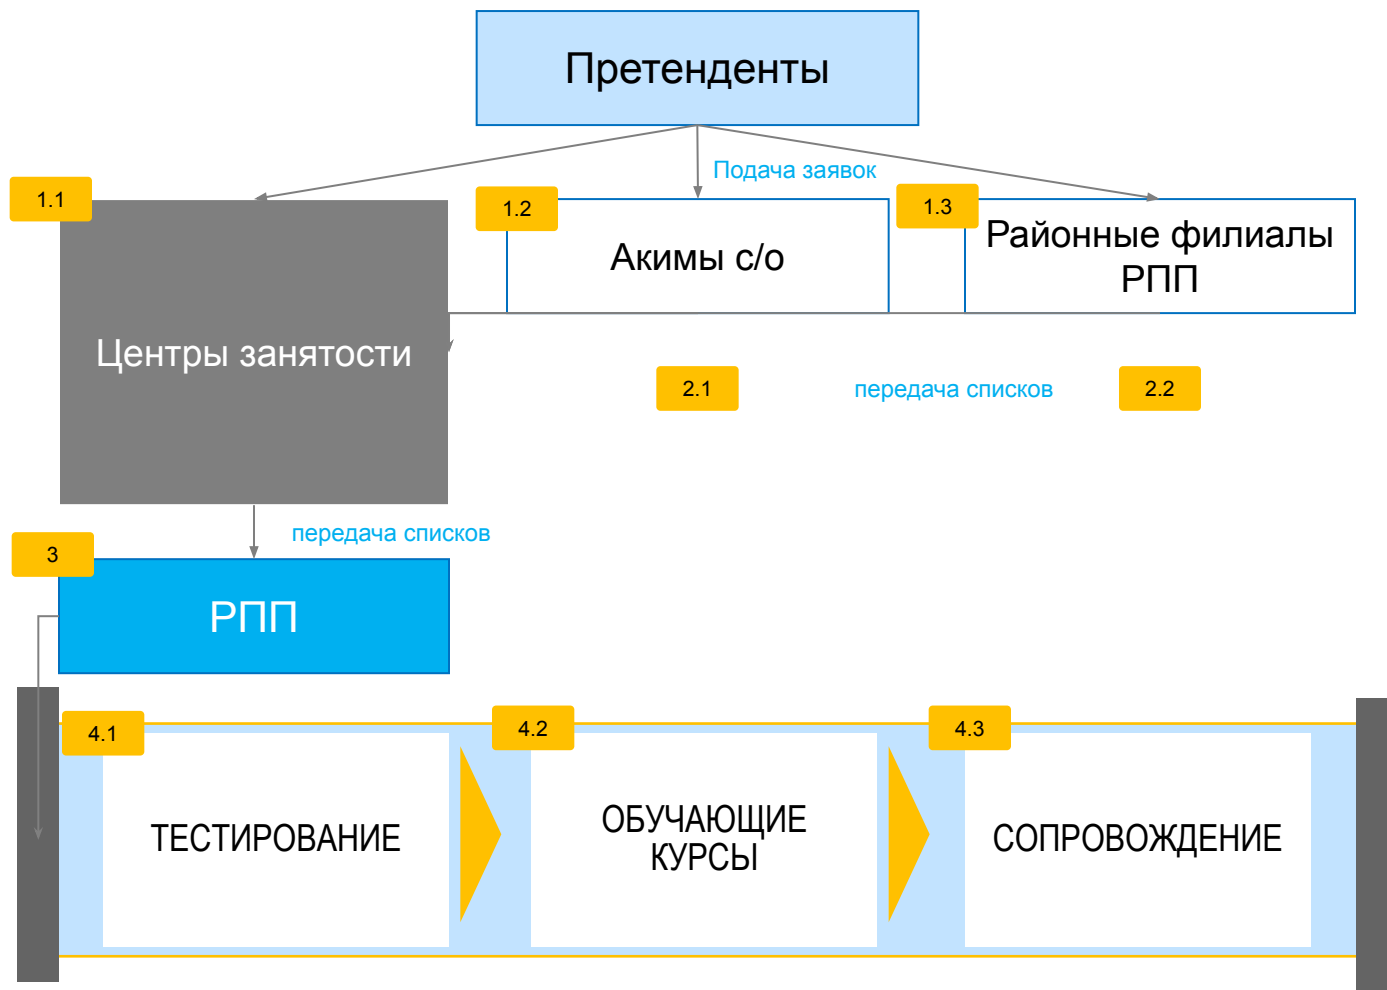 Претенденты
Подача заявок
1.1
1.2
1.3
Центры занятости
Акимы с/о
Районные филиалы
РПП
2.1
передача списков
2.2
передача списков
3
РПП
4.1
4.2
4.3
ТЕСТИРОВАНИЕ
ОБУЧАЮЩИЕ
КУРСЫ
СОПРОВОЖДЕНИЕ